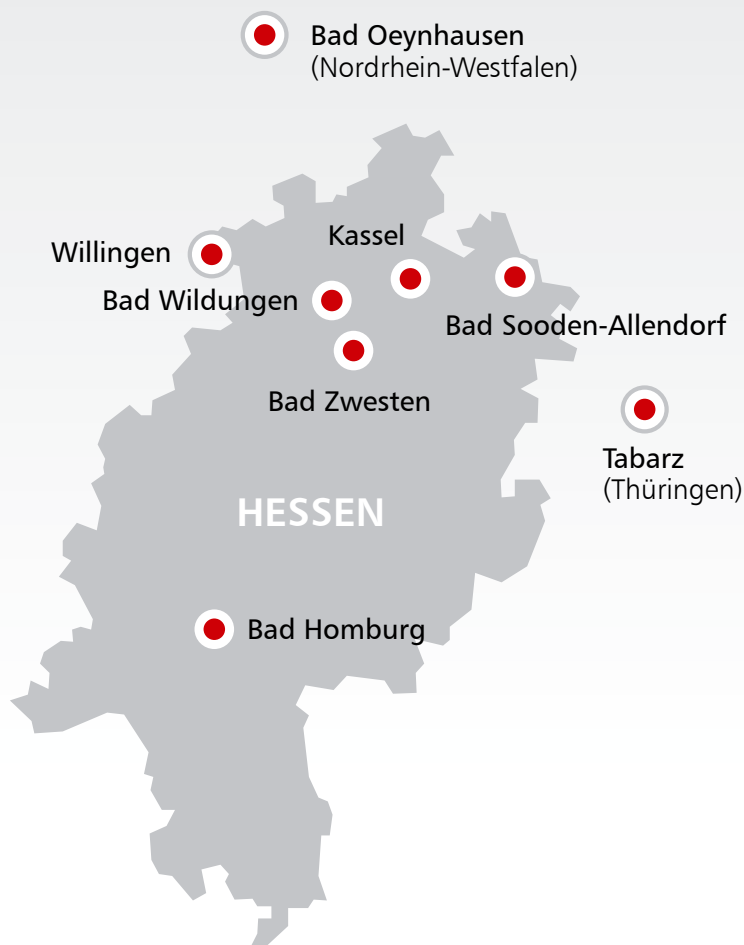 Bad Oeynhausen
(Nordrhein-Westfalen)
Kassel
Willingen
Bad Wildungen
Bad Sooden-Allendorf
Bad Zwesten
Tabarz
(Thüringen)
HESSEN
Bad Homburg